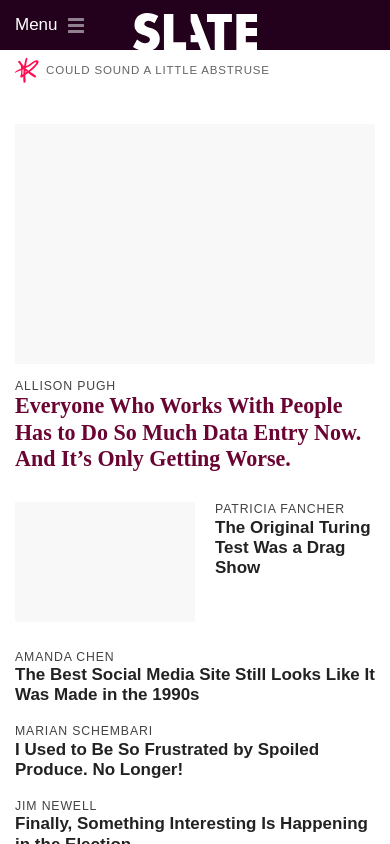 Menu
SLATE
COULD SOUND A LITTLE ABSTRUSE
ALLISON PUGH
Everyone Who Works With People
Has to Do So Much Data Entry Now.
And It’s Only Getting Worse.
PATRICIA FANCHER
The Original Turing
Test Was a Drag
Show
AMANDA CHEN
The Best Social Media Site Still Looks Like It
Was Made in the 1990s
MARIAN SCHEMBARI
I Used to Be So Frustrated by Spoiled
Produce. No Longer!
JIM NEWELL
Finally, Something Interesting Is Happening
in the Election